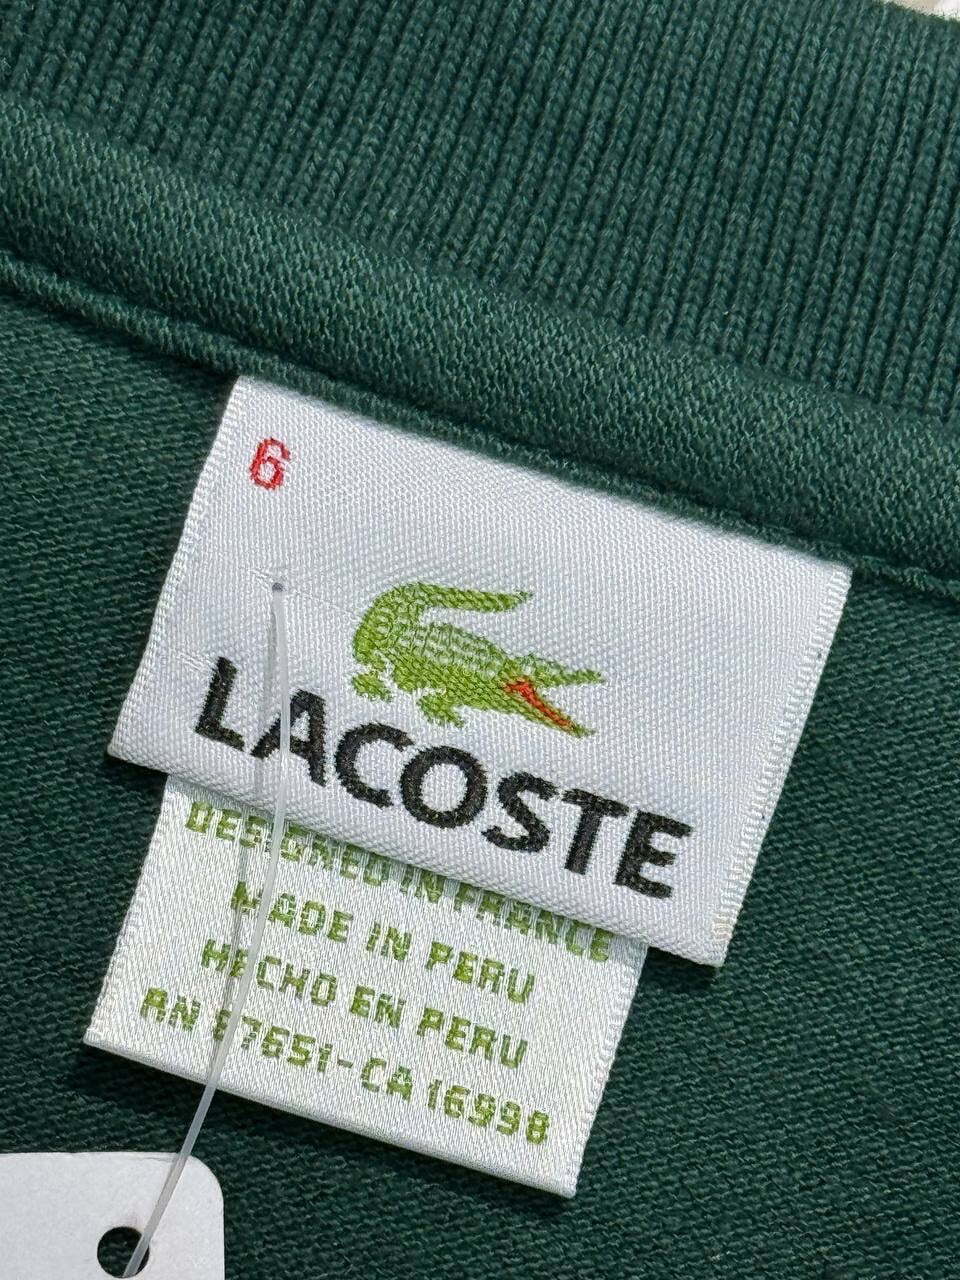 6
LACOSTE
DESIGNED IN FRANCE
MADE IN PERU
HECHO EN PERU
RN 87651-CA 16998